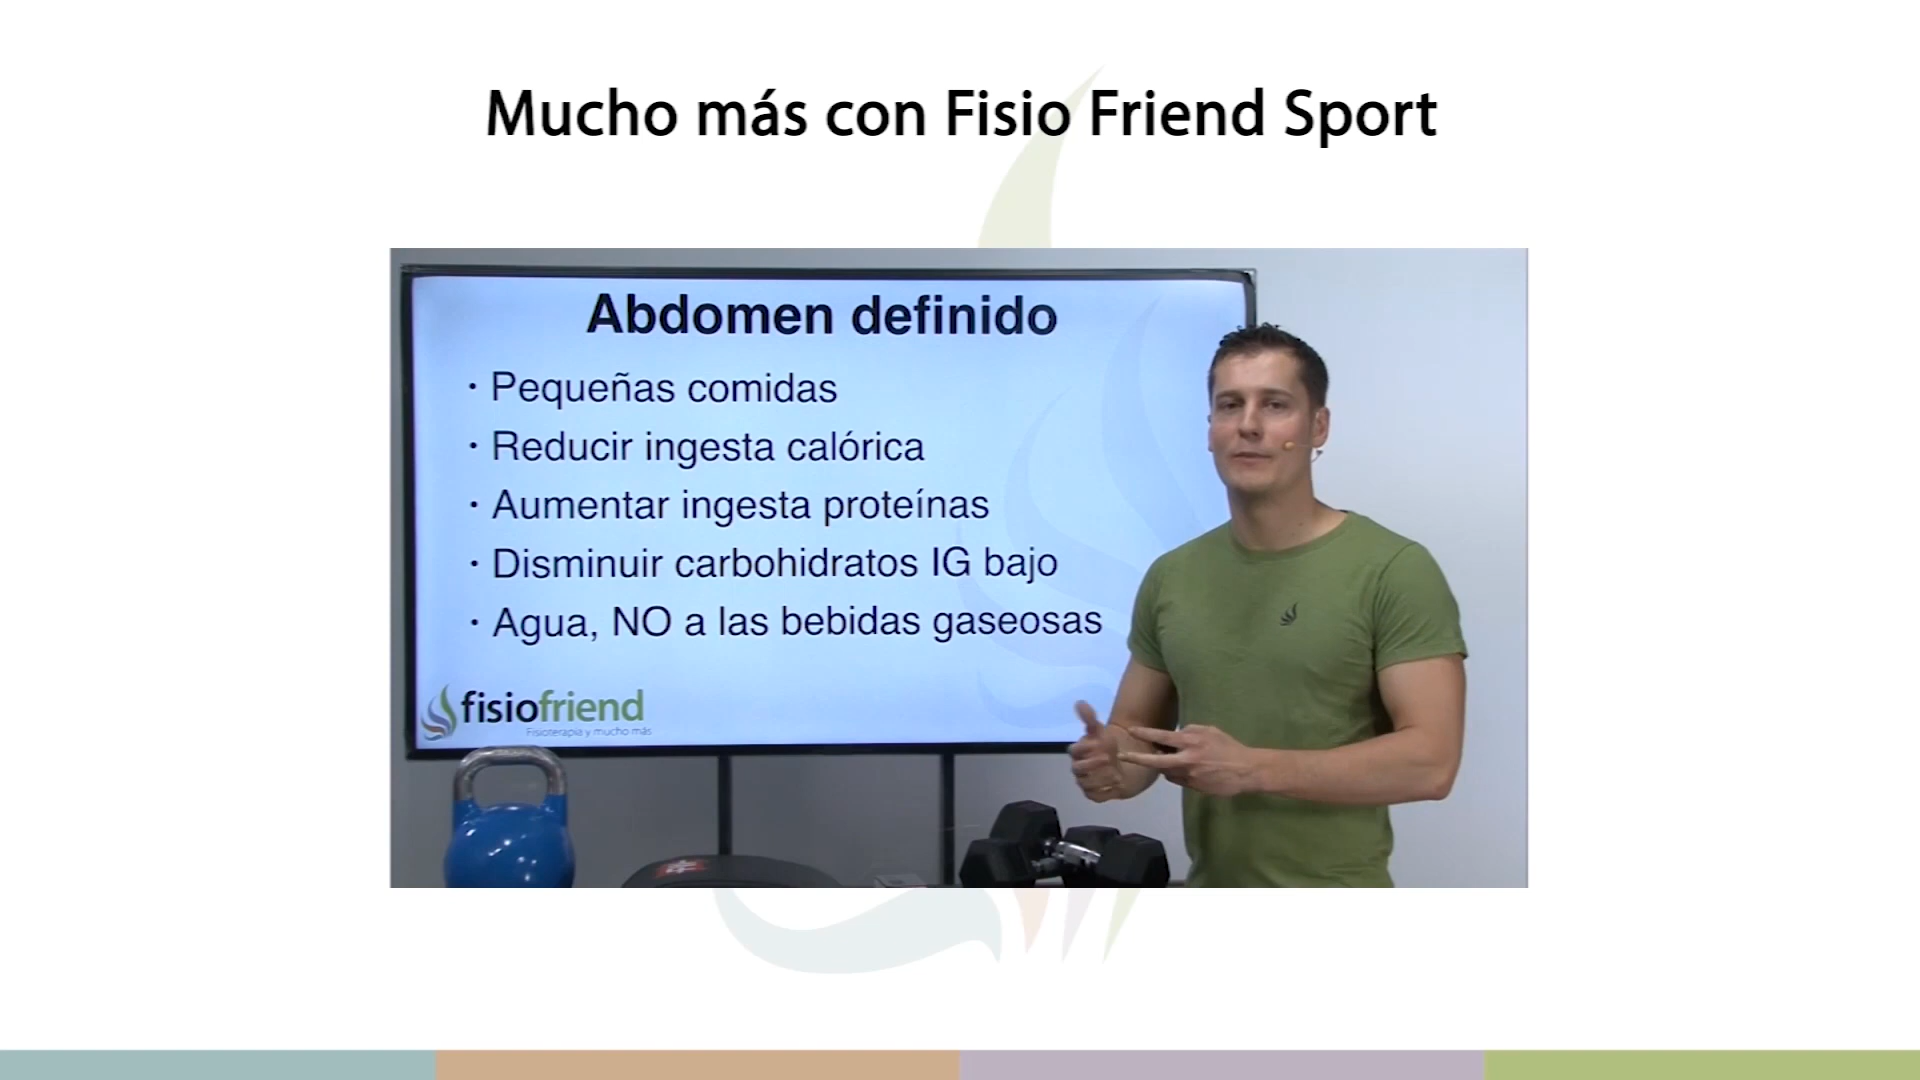 Mucho más con Fisio Friend Sport
Abdomen definido
· Pequeñas comidas
· Reducir ingesta calórica
· Aumentar ingesta proteínas
· Disminuir carbohidratos IG bajo
· Agua, NO a las bebidas gaseosas
fisiofriend
Fisioterapia y mucho más